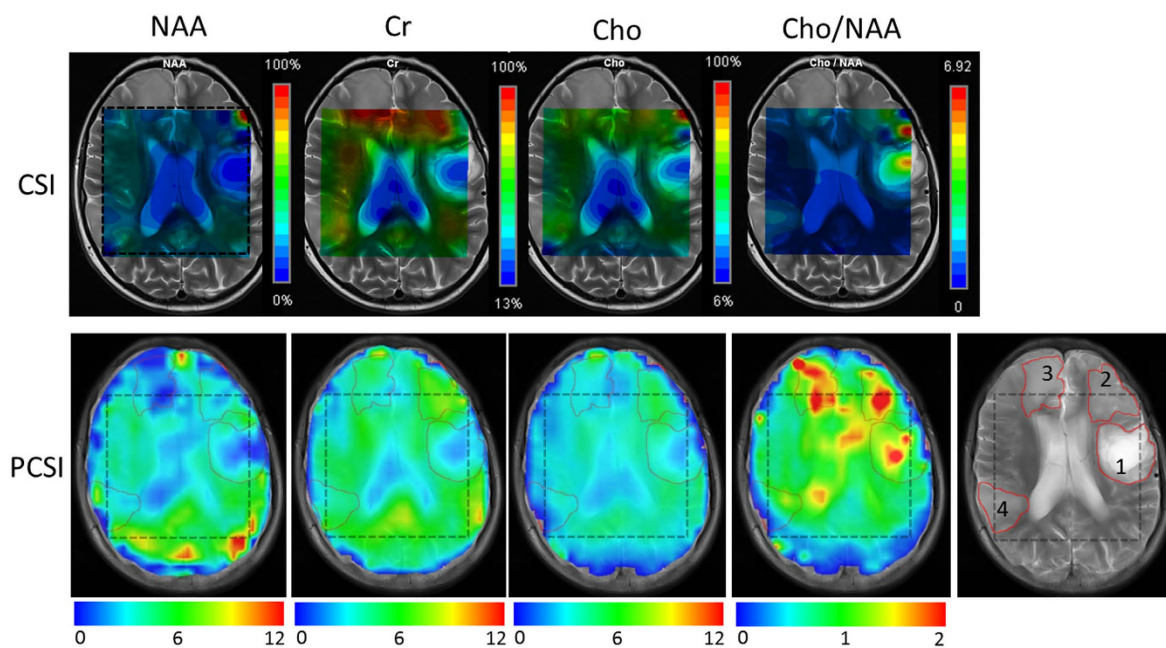 NAA Cr Cho Cho/NAA
CSI
NAA 100% Cr 100% Cho 100% Cho / NAA 6.92
0% 13% 6% 0
PCSI
3 2
1
4
0 6 12 0 6 12 0 6 12 0 1 2